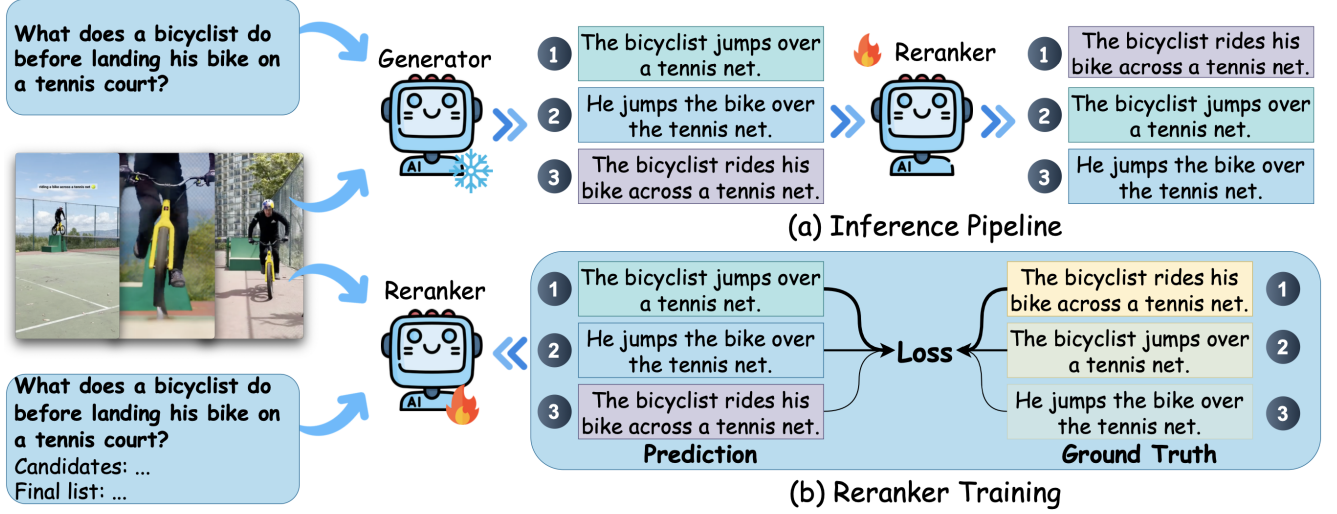 What does a bicyclist do
before landing his bike on
a tennis court?
Generator
AI
1
The bicyclist jumps over
a tennis net.
2
He jumps the bike over
the tennis net.
3
The bicyclist rides his
bike across a tennis net.
Reranker
AI
1
The bicyclist rides his
bike across a tennis net.
2
The bicyclist jumps over
a tennis net.
3
He jumps the bike over
the tennis net.
(a) Inference Pipeline
riding a bike across a tennis net
Reranker
AI
What does a bicyclist do
before landing his bike on
a tennis court?
Candidates: ...
Final list: ...
1
The bicyclist jumps over
a tennis net.
2
He jumps the bike over
the tennis net.
3
The bicyclist rides his
bike across a tennis net.
Prediction
Loss
The bicyclist rides his
bike across a tennis net.
1
The bicyclist jumps over
a tennis net.
2
He jumps the bike over
the tennis net.
3
Ground Truth
(b) Reranker Training